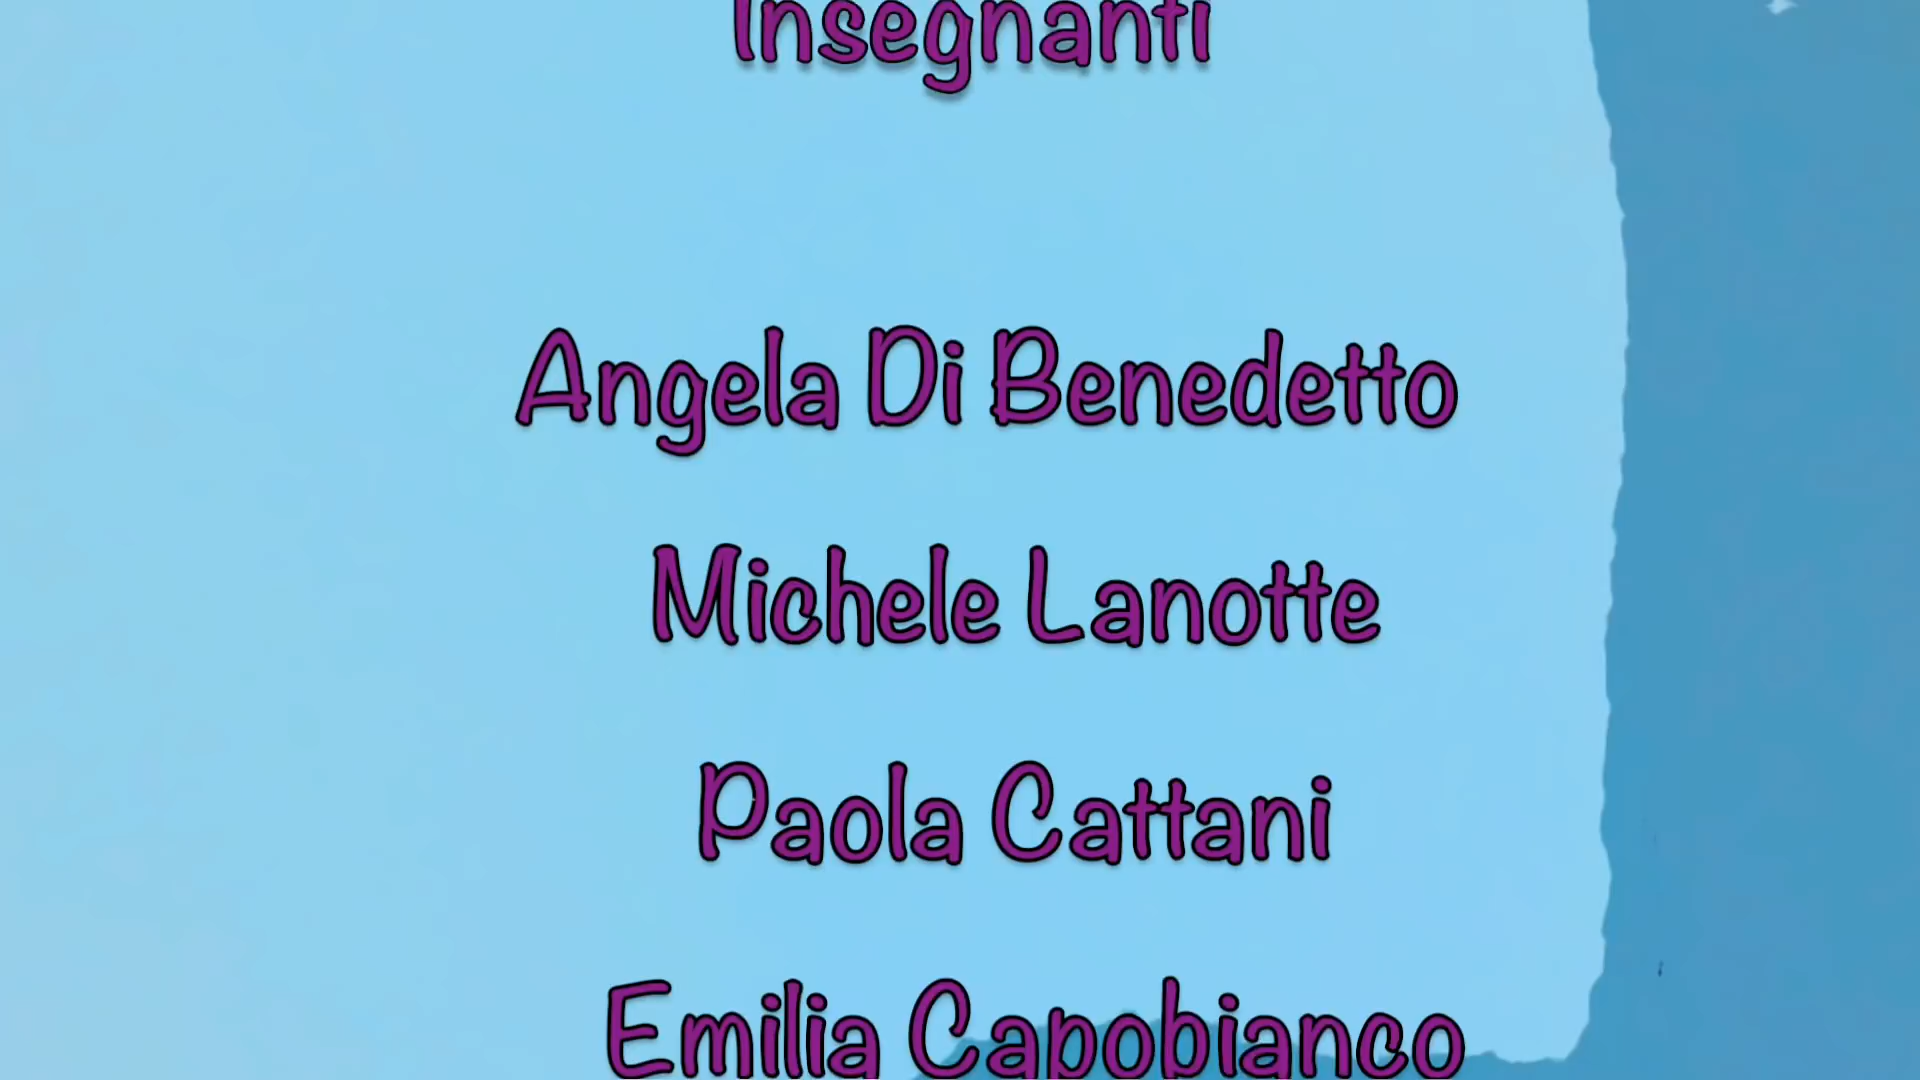 Insegnanti
Angela Di Benedetto
Michele Lanotte
Paola Cattani
Emilia Capobianco